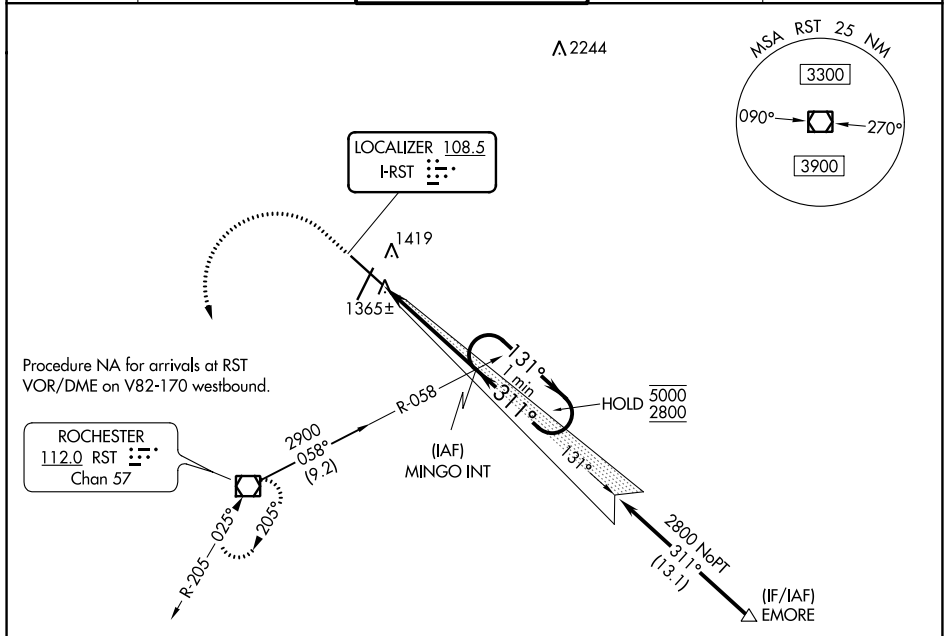 2244
MSA RST 25 NM
3300
090°
270°
3900
LOCALIZER 108.5
I-RST
1419
1365±
Procedure NA for arrivals at RST
VOR/DME on V82-170 westbound.
131°
1 min
311°
HOLD 5000
2800
R-058
2900
058°
(9.2)
(IAF)
MINGO INT
131°
ROCHESTER
112.0 RST
Chan 57
025°
205°
R-205
2800 NoPT
311°
(13.1)
(IF/IAF)
EMORE